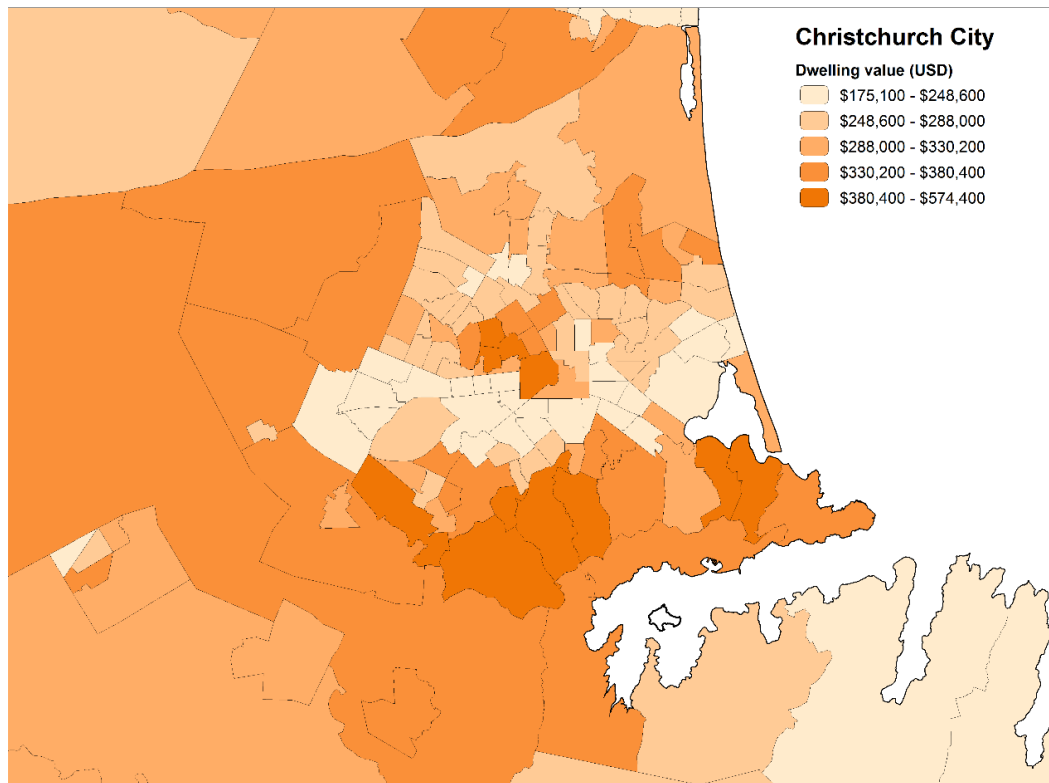 Christchurch City
Dwelling value (USD)
$175,100 - $248,600
$248,600 - $288,000
$288,000 - $330,200
$330,200 - $380,400
$380,400 - $574,400